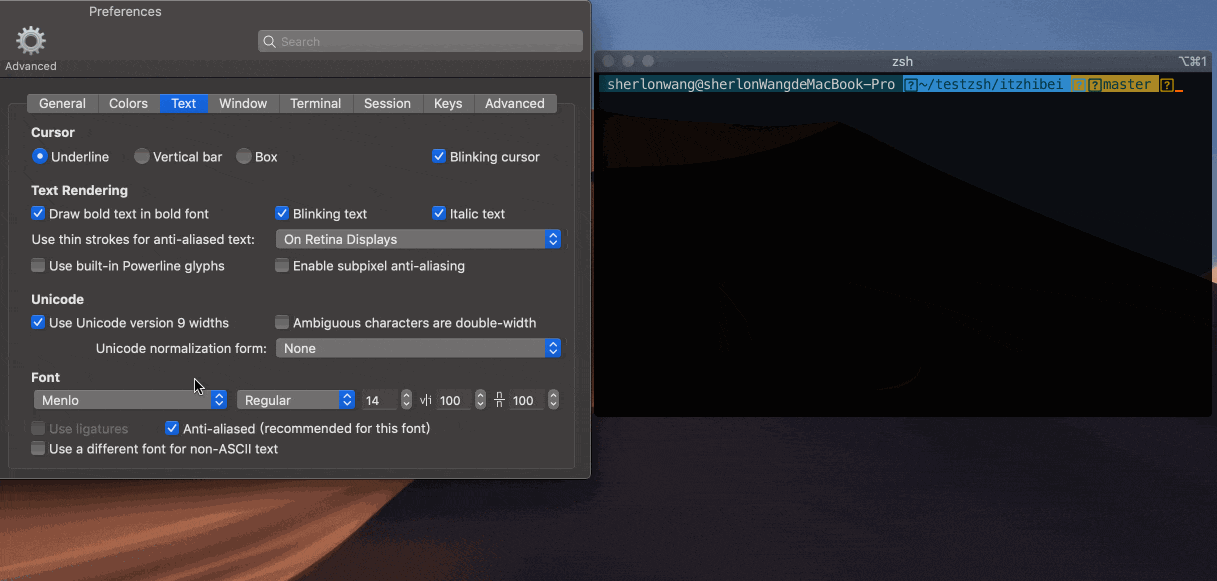 Preferences
Search
Advanced
General Colors Text Window Terminal Session Keys Advanced
Cursor
Underline Vertical bar Box Blinking cursor
Text Rendering
Draw bold text in bold font Blinking text Italic text
Use thin strokes for anti-aliased text: On Retina Displays
Use built-in Powerline glyphs Enable subpixel anti-aliasing
Unicode
Use Unicode version 9 widths Ambiguous characters are double-width
Unicode normalization form: None
Font
Menlo Regular 14 100 100
Use ligatures Anti-aliased (recommended for this font)
Use a different font for non-ASCII text
zsh ⌥⌘1
sherlonwang@sherlonWangdeMacBook-Pro ?~/testzsh/itzhibei ? ?master ?_